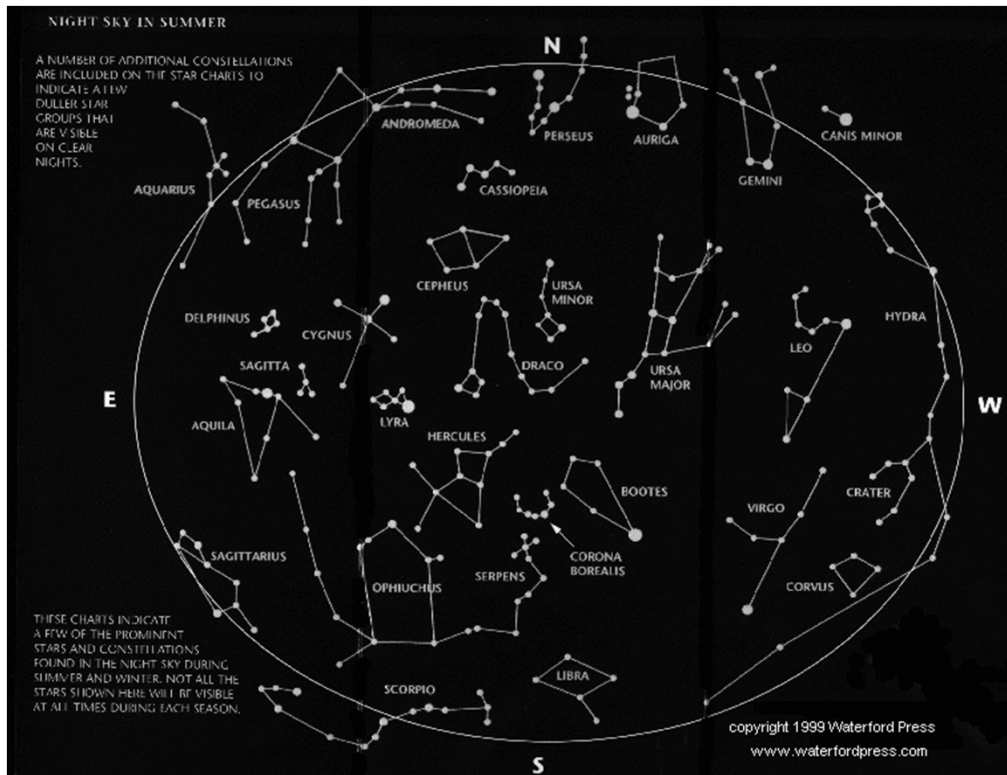 NIGHT SKY IN SUMMER
A NUMBER OF ADDITIONAL CONSTELLATIONS
ARE INCLUDED ON THE STAR CHARTS TO
INDICATE A FEW
DULLER STAR
GROUPS THAT
ARE VISIBLE
ON CLEAR
NIGHTS.
N
ANDROMEDA
PERSEUS
AURIGA
CANIS MINOR
GEMINI
AQUARIUS
PEGASUS
CASSIOPEIA
CEPHEUS
URSA
MINOR
DELPHINUS
CYGNUS
HYDRA
LEO
SAGITTA
DRACO
URSA
MAJOR
E
W
AQUILA
LYRA
HERCULES
BOOTES
CRATER
VIRGO
SAGITTARIUS
OPHIUCHUS
SERPENS
CORONA
BOREALIS
CORVUS
THESE CHARTS INDICATE
A FEW OF THE PROMINENT
STARS AND CONSTELLATIONS
FOUND IN THE NIGHT SKY DURING
SUMMER AND WINTER. NOT ALL THE
STARS SHOWN HERE WILL BE VISIBLE
AT ALL TIMES DURING EACH SEASON.
SCORPIO
LIBRA
S
copyright 1999 Waterford Press
www.waterfordpress.com